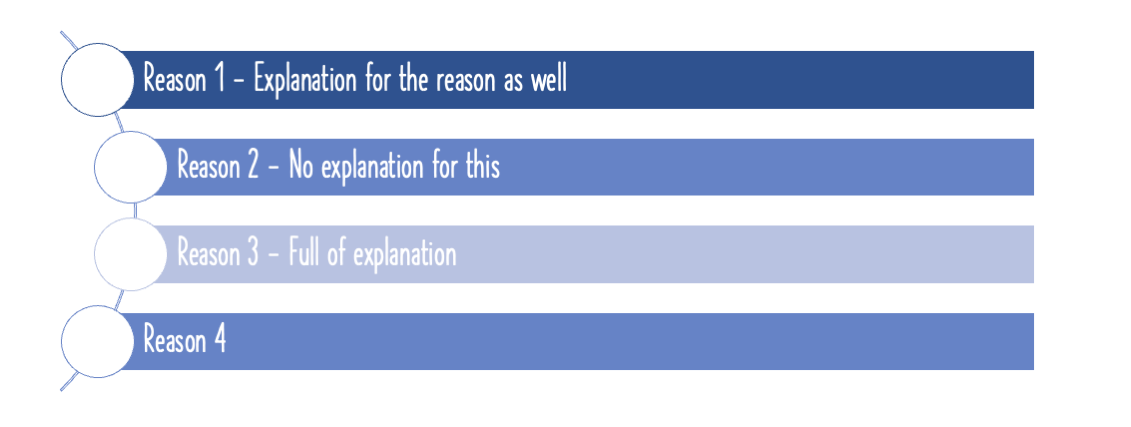 Reason 1 – Explanation for the reason as well
Reason 2 – No explanation for this
Reason 3 – Full of explanation
Reason 4